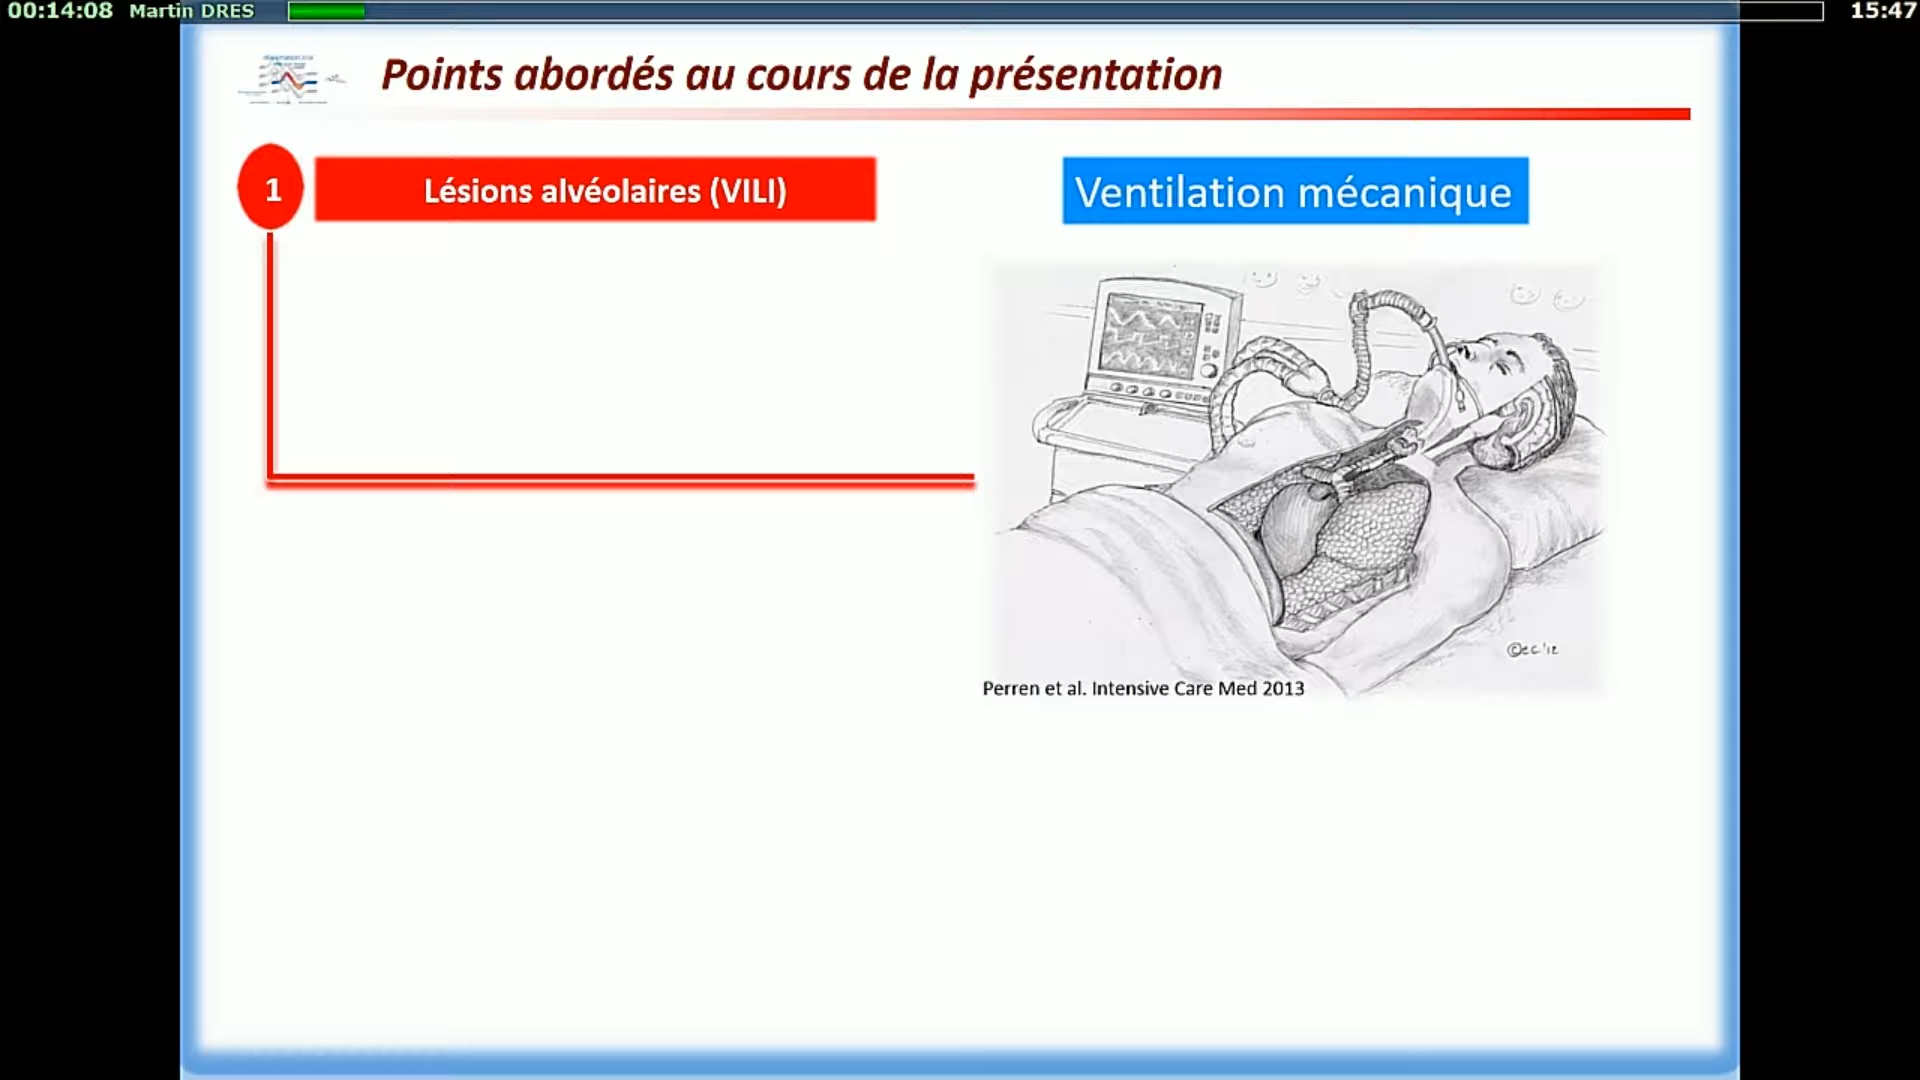 00:14:08 Martin DRES
15:47
Points abordés au cours de la présentation
1
Lésions alvéolaires (VILI)
Ventilation mécanique
Perren et al. Intensive Care Med 2013